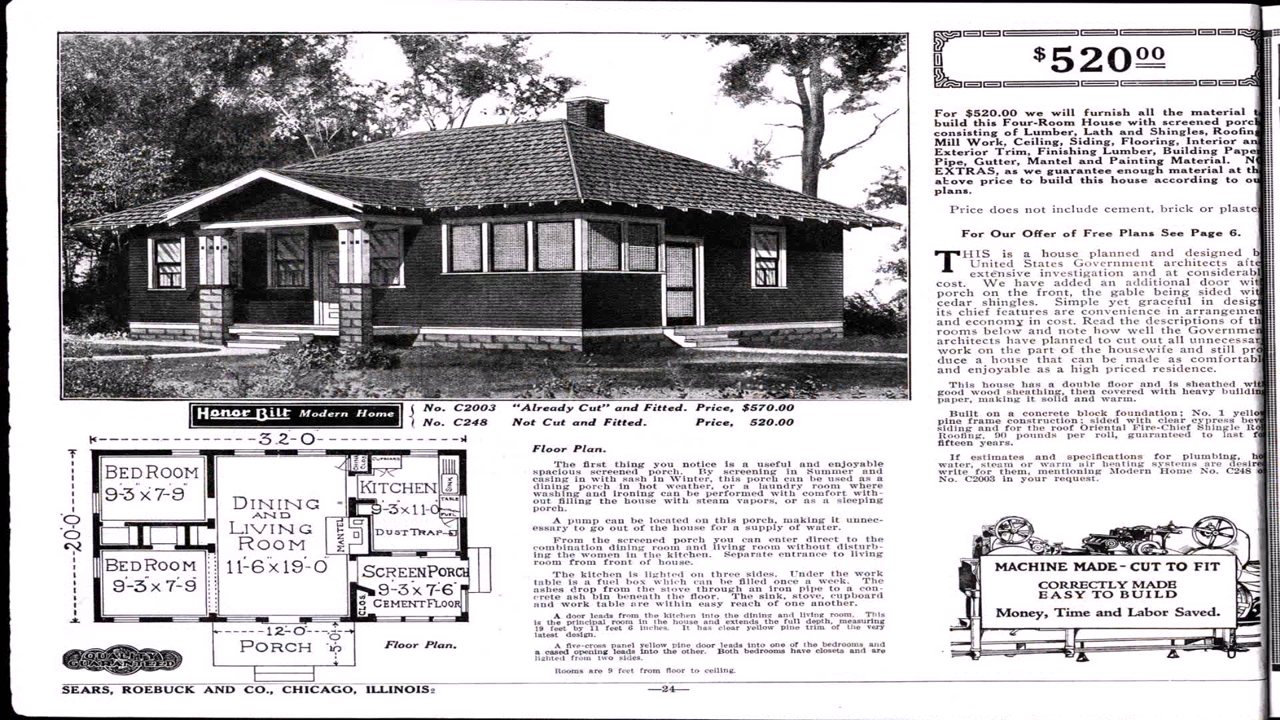 $520.00
For $520.00 we will furnish all the material
build this Four-Room House with screened porch
consisting of Lumber, Lath and Shingles, Roofing
Mill Work, Ceiling, Siding, Flooring, Interior an
Exterior Trim, Finishing Lumber, Building Pape
Pipe, Gutter, Mantel and Painting Material. N
EXTRAS, as we guarantee enough material at th
above price to build this house according to ou
plans.
Price does not include cement, brick or plaste
For Our Offer of Free Plans See Page 6.
THIS is a house planned and designed b
United States Government architects afte
extensive investigation and at considerabl
cost. We have added an additional door wit
porch on the front, the gable being sided wit
cedar shingles. Simple yet graceful in design
its chief features are convenience in arrangemen
and economy in cost. Read the descriptions of th
rooms below and note how well the Governmen
architects have planned to cut out all unnecessar
work on the part of the housewife and still pro
duce a house that can be made as comfortabl
and enjoyable as a high priced residence.
This house has a double floor and is sheathed wit
good wood sheathing, then covered with heavy buildin
paper, making it solid and warm.
Built on a concrete block foundation; No. 1 yello
pine frame construction; sided with clear cypress bev
siding and for the roof Oriental Fire-Chief Shingle Ro
Roofing, 90 pounds per roll, guaranteed to last fo
fifteen years.
If estimates and specifications for plumbing, ho
water, steam or warm air heating systems are desire
write for them, mentioning Modern Home No. C248
No. C2003 in your request.
Honor Bilt Modern Home
No. C2003 "Already Cut" and Fitted. Price, $570.00
No. C248 Not Cut and Fitted. Price, 520.00
32-0
20-0
BED ROOM
9-3 x 7-9
BED ROOM
9-3 x 7-9
DINING
AND
LIVING
ROOM
11-6 x 19-0
MANTEL
KITCHEN
9-3 x 11-0
SINK
TABLE
FUEL
DUST TRAP
SCREEN PORCH
9-3 x 7-6
CEMENT FLOOR
CLOS
12-0
PORCH
5-0
Floor Plan.
Floor Plan.
The first thing you notice is a useful and enjoyable
spacious screened porch. By screening in Summer and
casing in with sash in Winter, this porch can be used as a
dining porch in hot weather, or a laundry room where
washing and ironing can be performed with comfort with-
out filling the house with steam vapors, or as a sleeping
porch.
A pump can be located on this porch, making it unnec-
essary to go out of the house for a supply of water.
From the screened porch you can enter direct to the
combination dining room and living room without disturb-
ing the women in the kitchen. Separate entrance to living
room from front of house.
The kitchen is lighted on three sides. Under the work
table is a fuel box which can be filled once a week. The
ashes drop from the stove through an iron pipe to a con-
crete ash bin beneath the floor. The sink, stove, cupboard
and work table are within easy reach of one another.
A door leads from the kitchen into the dining and living room. This
is the principal room in the house and extends the full depth, measuring
19 feet by 11 feet 6 inches. It has clear yellow pine trim of the very
latest design.
A five-cross panel yellow pine door leads into one of the bedrooms and
a cased opening leads into the other. Both bedrooms have closets and are
lighted from two sides.
Rooms are 9 feet from floor to ceiling.
MACHINE MADE - CUT TO FIT
CORRECTLY MADE
EASY TO BUILD
Money, Time and Labor Saved.
SEARS, ROEBUCK AND CO., CHICAGO, ILLINOIS
—24—